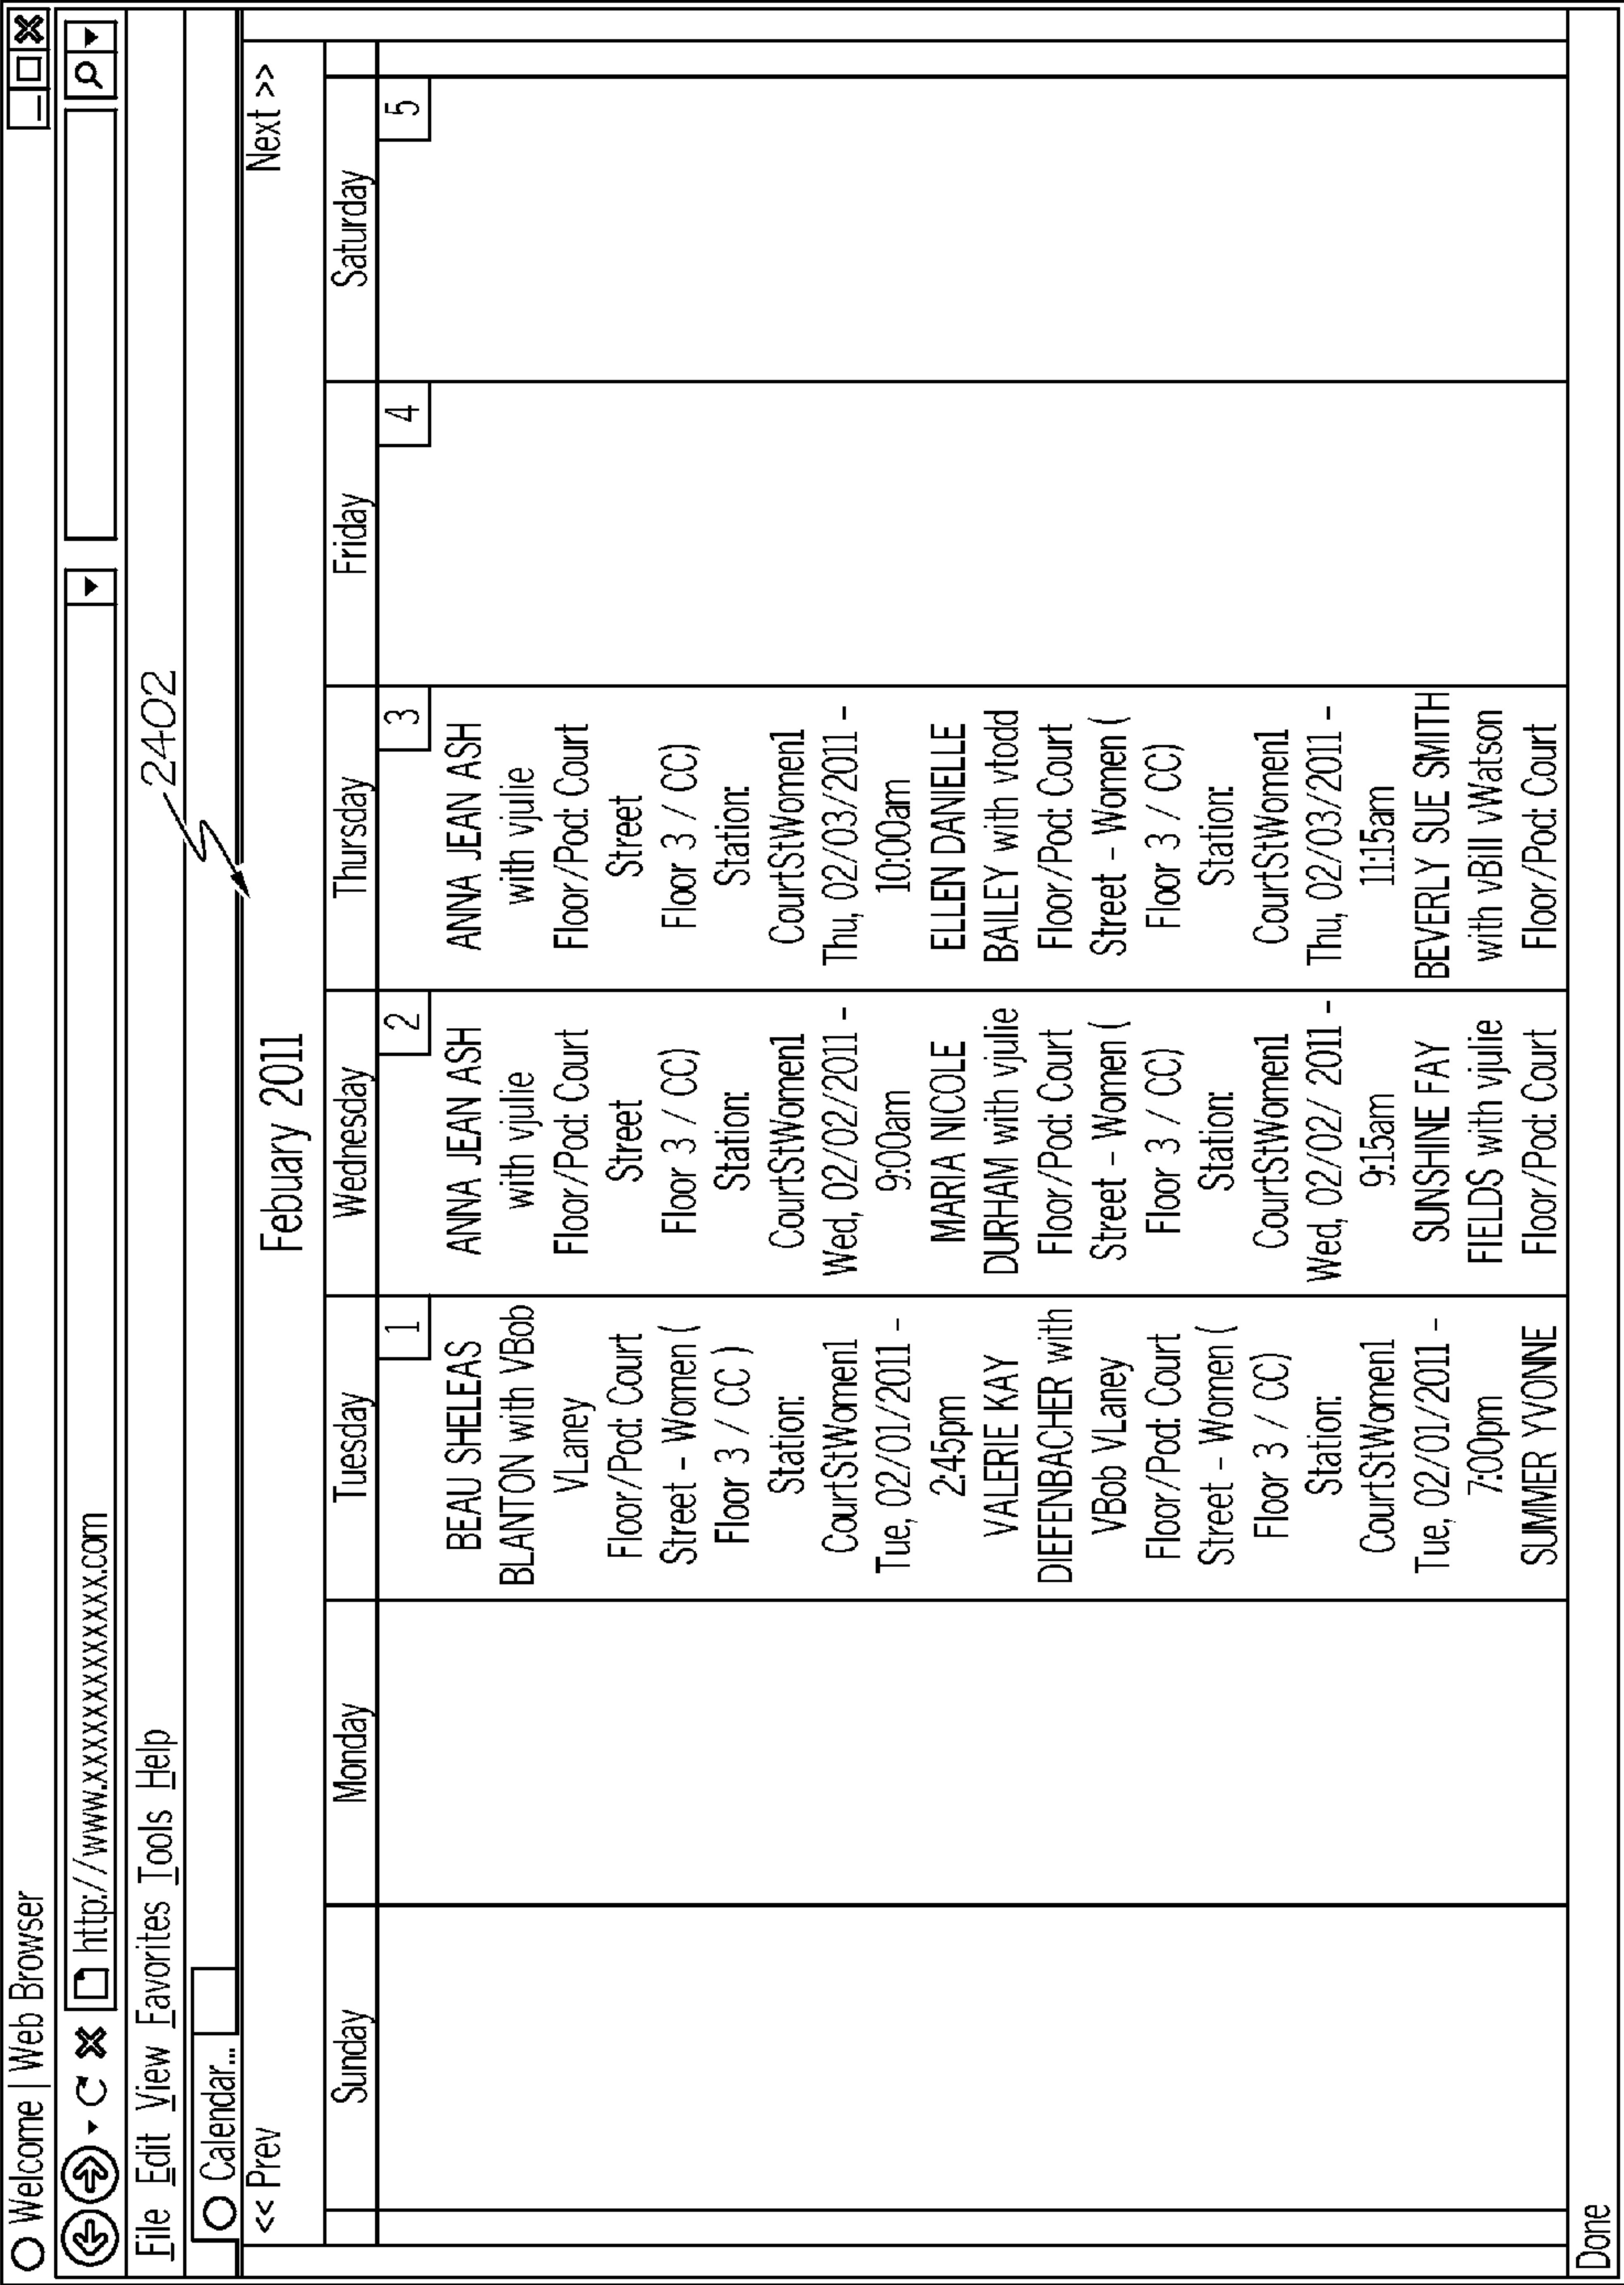 Welcome | Web Browser
http://www.xxxxxxxxxxxxx.com
File Edit View Favorites Tools Help
2402
Calendar...
<< Prev
Febuary 2011
Next >>
Sunday
Monday
Tuesday
Wednesday
Thursday
Friday
Saturday
1
BEAU SHELEAS
BLANTON with VBob
VLaney
Floor/Pod: Court
Street - Women (
Floor 3 / CC )
Station:
CourtStWomen1
Tue, 02/01/2011 -
2:45pm
VALERIE KAY
DIEFENBACHER with
VBob VLaney
Floor/Pod: Court
Street - Women (
Floor 3 / CC)
Station:
CourtStWomen1
Tue, 02/01/2011 -
7:00pm
SUMMER YVONNE
2
ANNA JEAN ASH
with vjulie
Floor/Pod: Court
Street
Floor 3 / CC)
Station:
CourtStWomen1
Wed, 02/02/2011 -
9:00am
MARIA NICOLE
DURHAM with vjulie
Floor/Pod: Court
Street - Women (
Floor 3 / CC)
Station:
CourtStWomen1
Wed, 02/02/ 2011 -
9:15am
SUNSHINE FAY
FIELDS with vjulie
Floor/Pod: Court
3
ANNA JEAN ASH
with vjulie
Floor/Pod: Court
Street
Floor 3 / CC)
Station:
CourtStWomen1
Thu, 02/03/2011 -
10:00am
ELLEN DANIELLE
BAILEY with vtodd
Floor/Pod: Court
Street - Women (
Floor 3 / CC)
Station:
CourtStWomen1
Thu, 02/03/2011 -
11:15am
BEVERLY SUE SMITH
with vBill vWatson
Floor/Pod: Court
4
5
Done